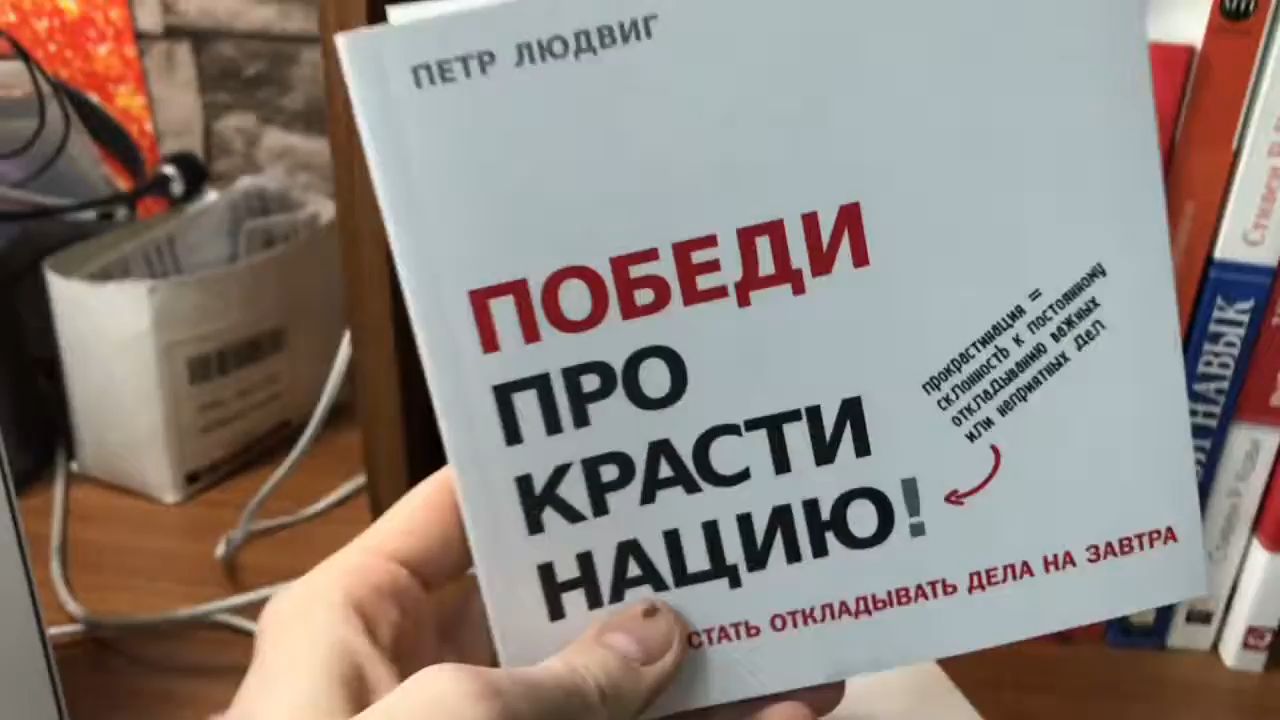 ПЕТР ЛЮДВИГ
ПОБЕДИ
ПРО
КРАСТИ
НАЦИЮ!
прокрастинация =
склонность к постоянному
откладыванию важных
или неприятных дел
СТАТЬ ОТКЛАДЫВАТЬ ДЕЛА НА ЗАВТРА
НАВЫК
Стивен